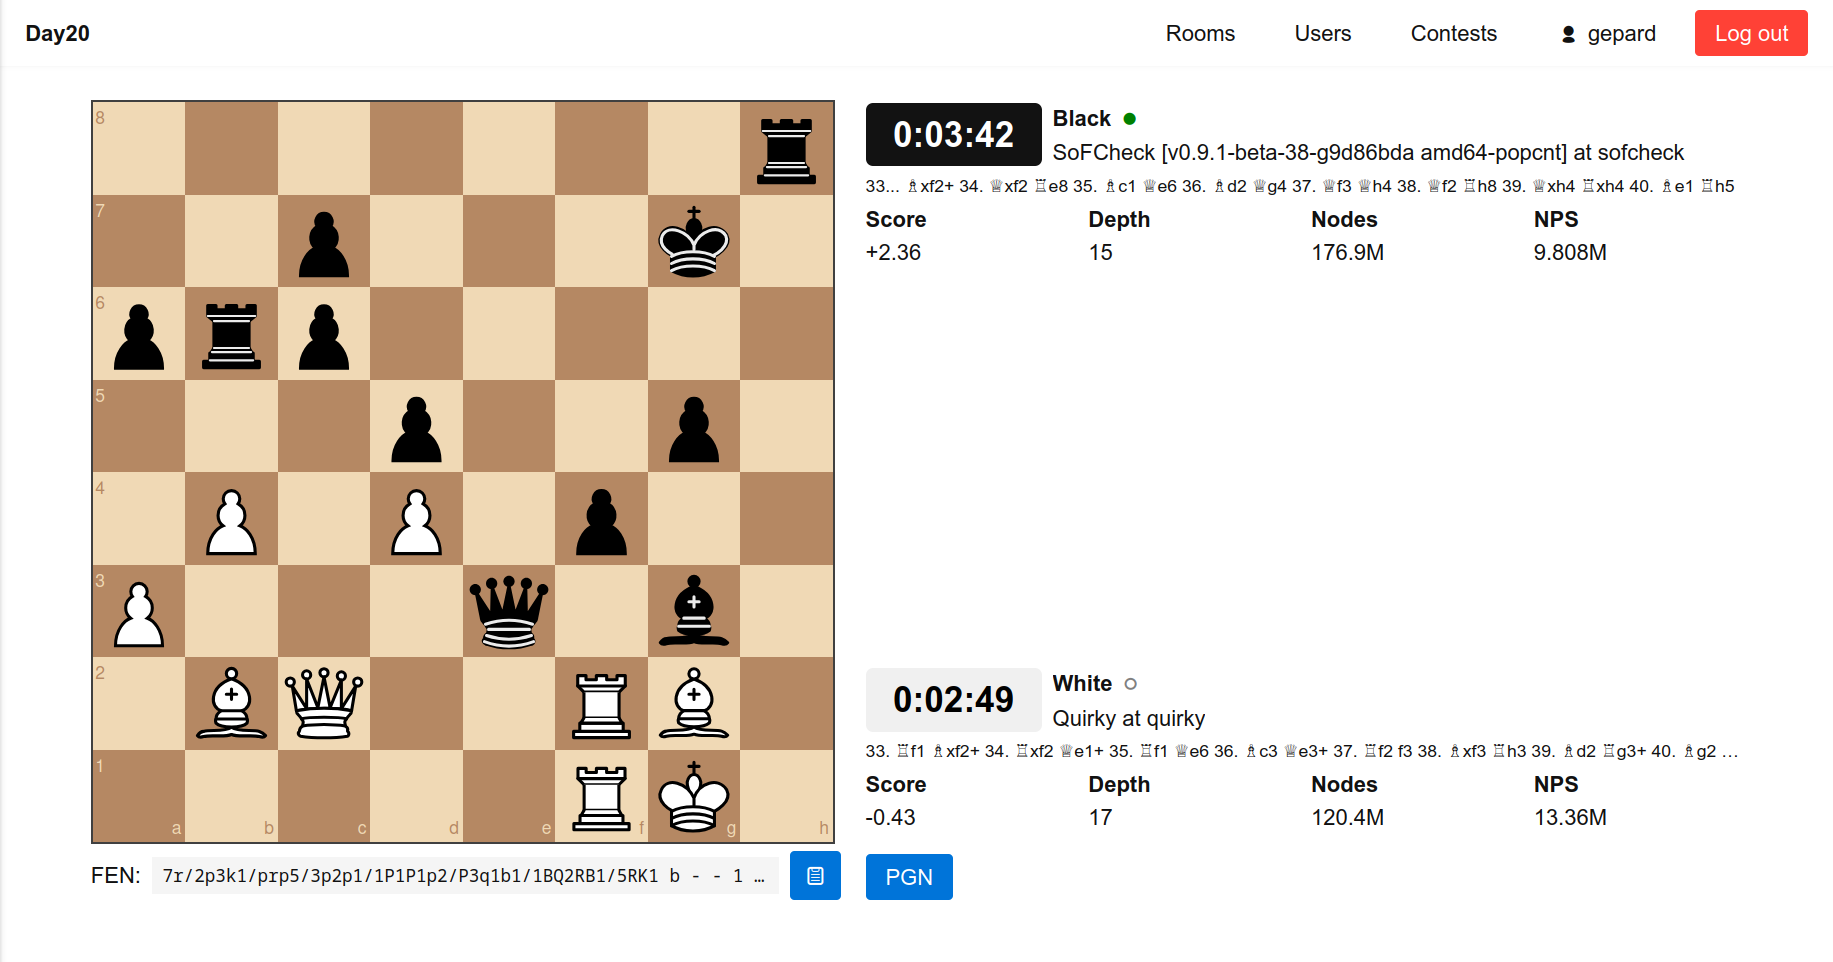 Day20 Rooms Users Contests gepard Log out
8
7
6
5
4
3
2
1
a b c d e f g h
FEN: 7r/2p3k1/prp5/3p2p1/1P1P1p2/P3q1b1/1BQ2RB1/5RK1 b - - 1 …
0:03:42 Black
SoFCheck [v0.9.1-beta-38-g9d86bda amd64-popcnt] at sofcheck
33... ♗xf2+ 34. ♕xf2 ♖e8 35. ♗c1 ♕e6 36. ♗d2 ♕g4 37. ♕f3 ♕h4 38. ♕f2 ♖h8 39. ♕xh4 ♖xh4 40. ♗e1 ♖h5
Score Depth Nodes NPS
+2.36 15 176.9M 9.808M
0:02:49 White
Quirky at quirky
33. ♖f1 ♗xf2+ 34. ♖xf2 ♕e1+ 35. ♖f1 ♕e6 36. ♗c3 ♕e3+ 37. ♖f2 f3 38. ♗xf3 ♖h3 39. ♗d2 ♖g3+ 40. ♗g2 …
Score Depth Nodes NPS
-0.43 17 120.4M 13.36M
PGN